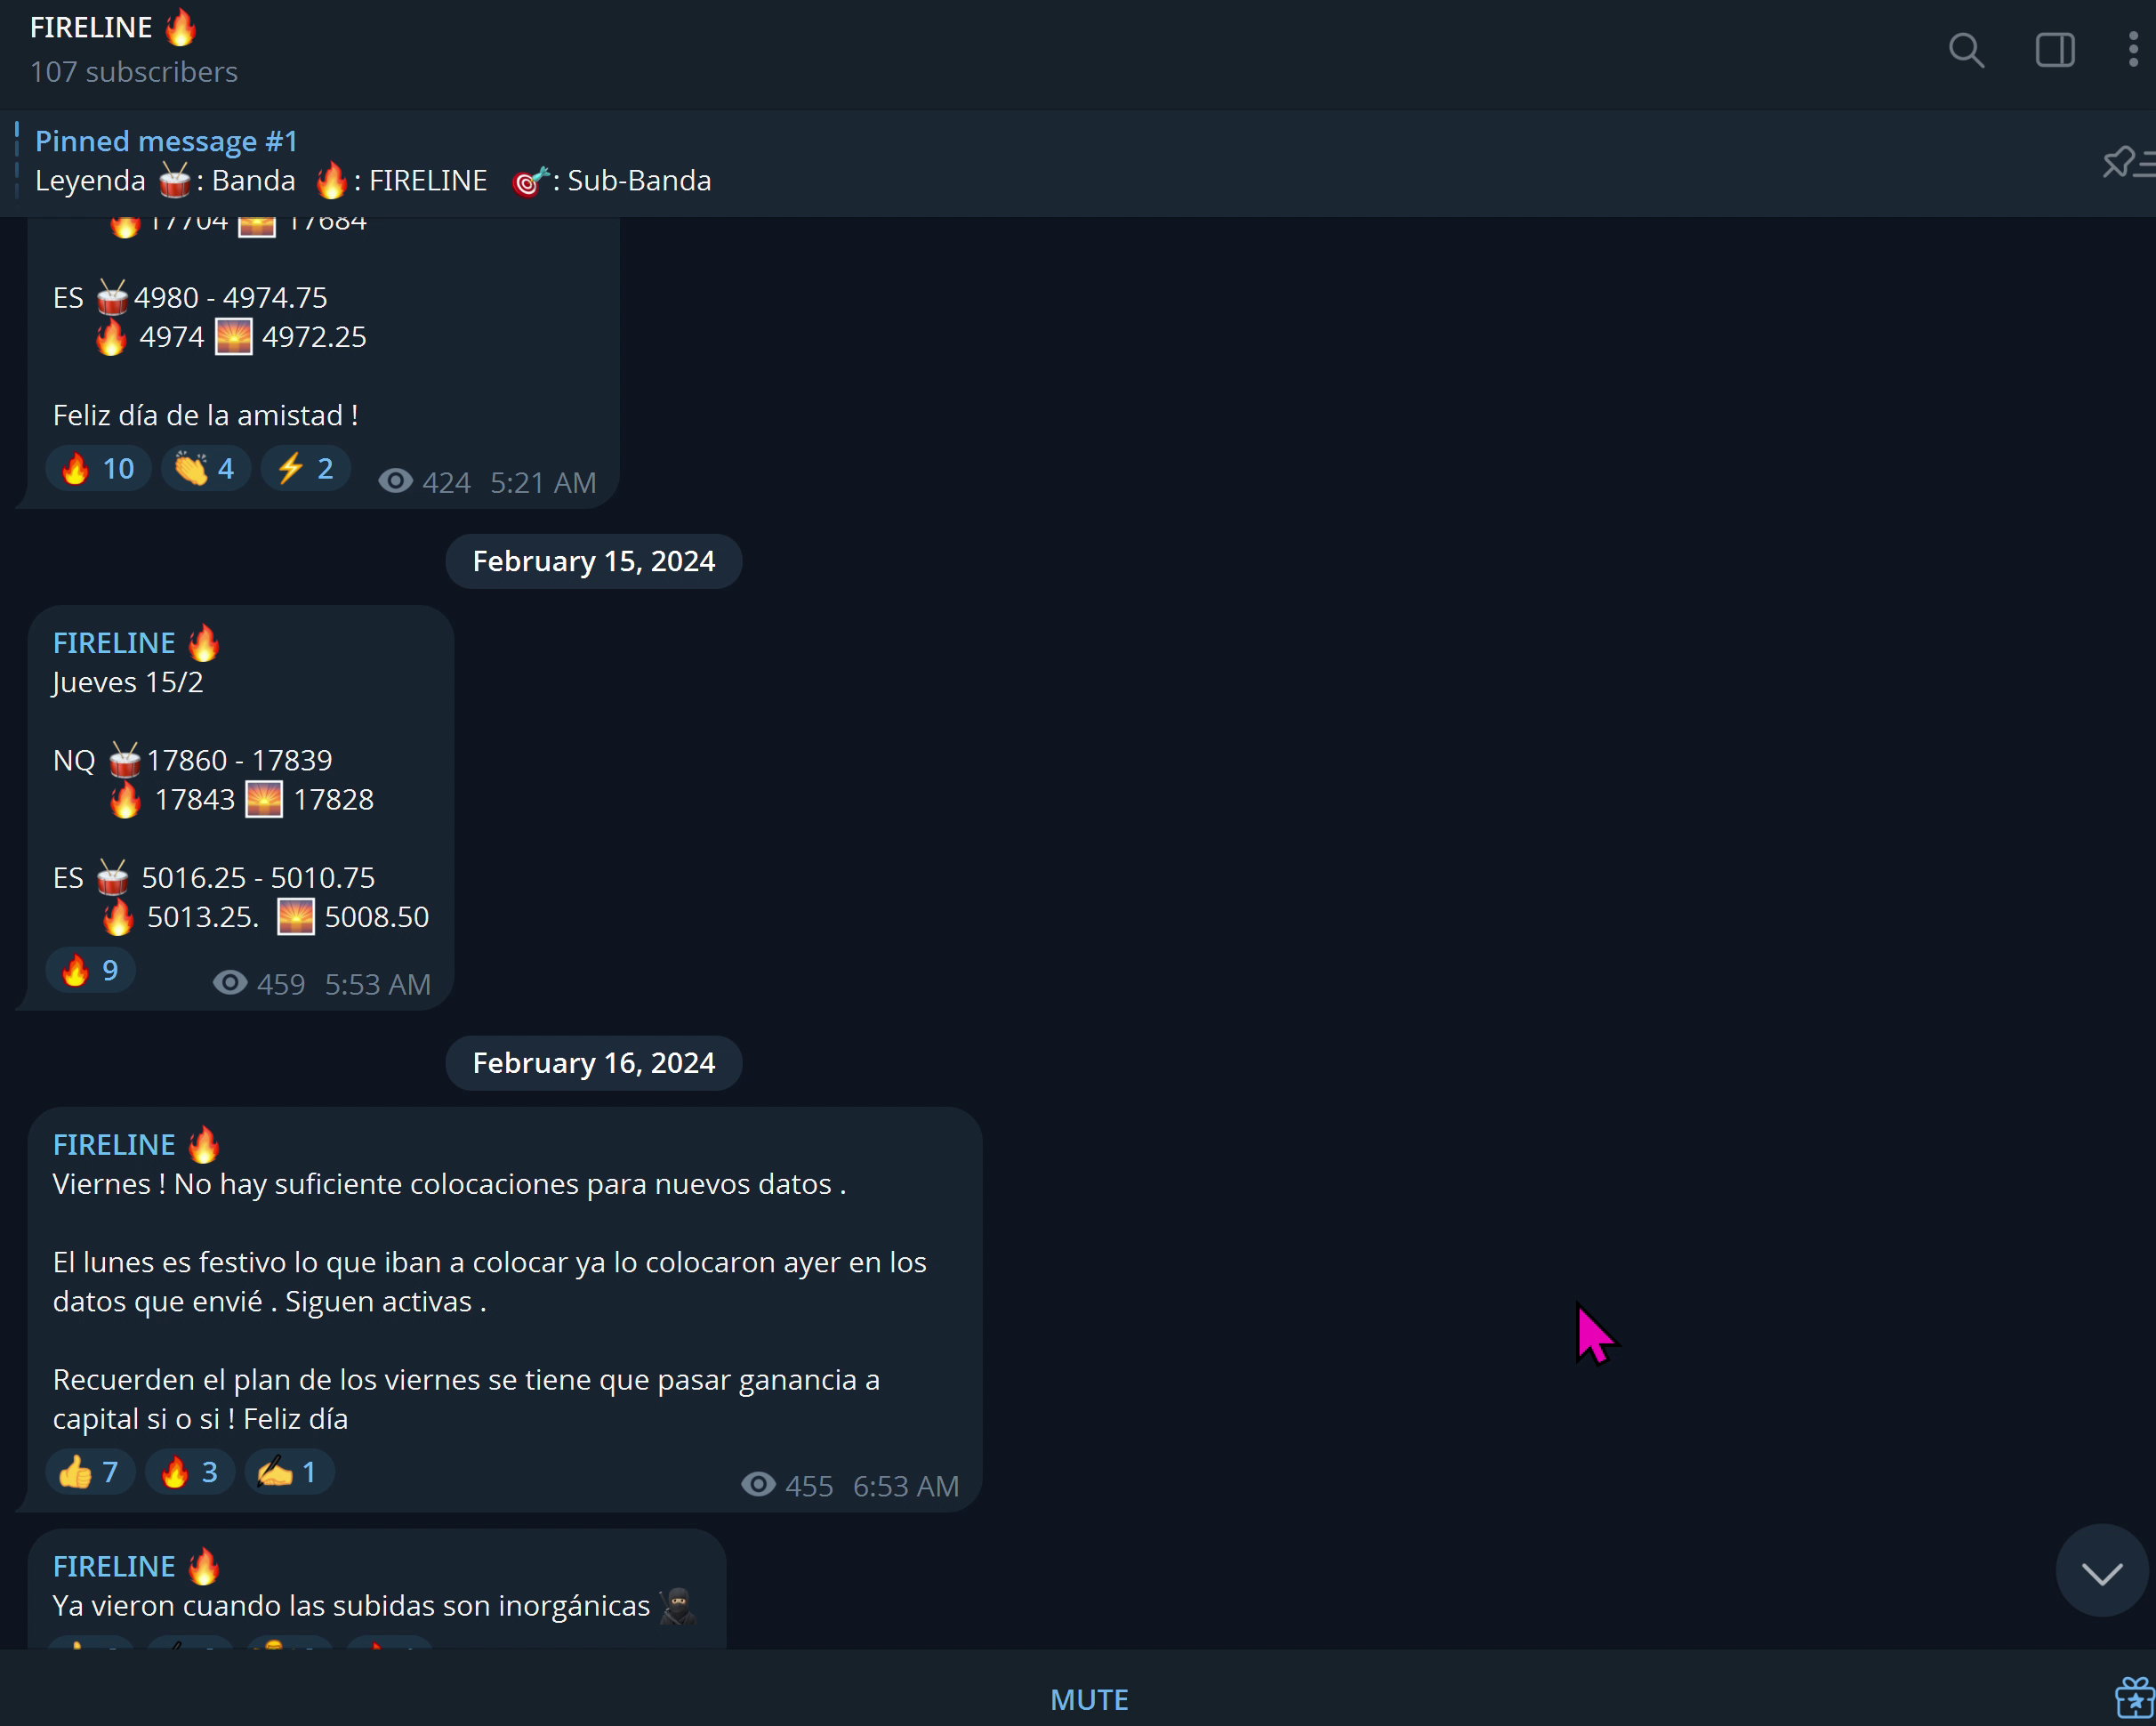 FIRELINE 🔥
107 subscribers
Pinned message #1
Leyenda 🥁: Banda 🔥: FIRELINE 🎯: Sub-Banda
🔥 17704 🌅 17684
ES 🥁4980 - 4974.75
🔥 4974 🌅 4972.25
Feliz día de la amistad !
🔥 10 👏 4 ⚡ 2 424 5:21 AM
February 15, 2024
FIRELINE 🔥
Jueves 15/2
NQ 🥁17860 - 17839
🔥 17843 🌅 17828
ES 🥁 5016.25 - 5010.75
🔥 5013.25. 🌅 5008.50
🔥 9 459 5:53 AM
February 16, 2024
FIRELINE 🔥
Viernes ! No hay suficiente colocaciones para nuevos datos .
El lunes es festivo lo que iban a colocar ya lo colocaron ayer en los
datos que envié . Siguen activas .
Recuerden el plan de los viernes se tiene que pasar ganancia a
capital si o si ! Feliz día
👍 7 🔥 3 ✍ 1 455 6:53 AM
FIRELINE 🔥
Ya vieron cuando las subidas son inorgánicas 🥷
MUTE